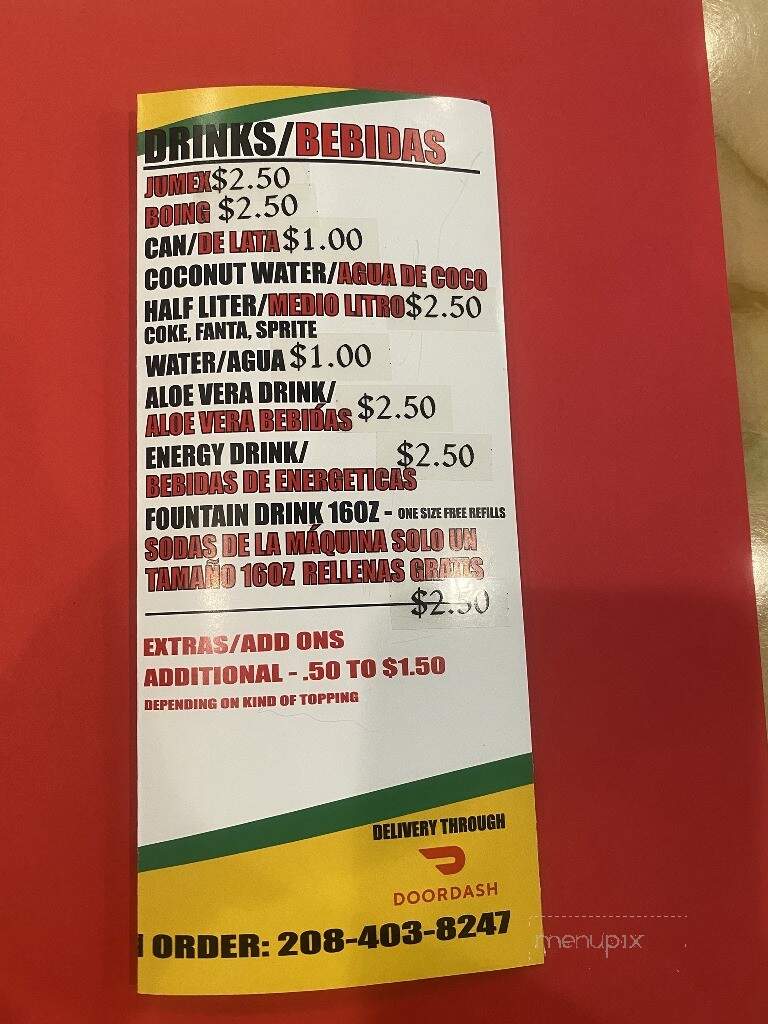 DRINKS/BEBIDAS
JUMEX $2.50
BOING $2.50
CAN/DE LATA $1.00
COCONUT WATER/AGUA DE COCO
HALF LITER/MEDIO LITRO $2.50
COKE, FANTA, SPRITE
WATER/AGUA $1.00
ALOE VERA DRINK/
ALOE VERA BEBIDAS $2.50
ENERGY DRINK/ $2.50
BEBIDAS DE ENERGETICAS
FOUNTAIN DRINK 16OZ - ONE SIZE FREE REFILLS
SODAS DE LA MÁQUINA SOLO UN
TAMAÑO 16OZ RELLENAS GRATIS
$2.50
EXTRAS/ADD ONS
ADDITIONAL - .50 TO $1.50
DEPENDING ON KIND OF TOPPING
DELIVERY THROUGH
DOORDASH
ORDER: 208-403-8247
menupix